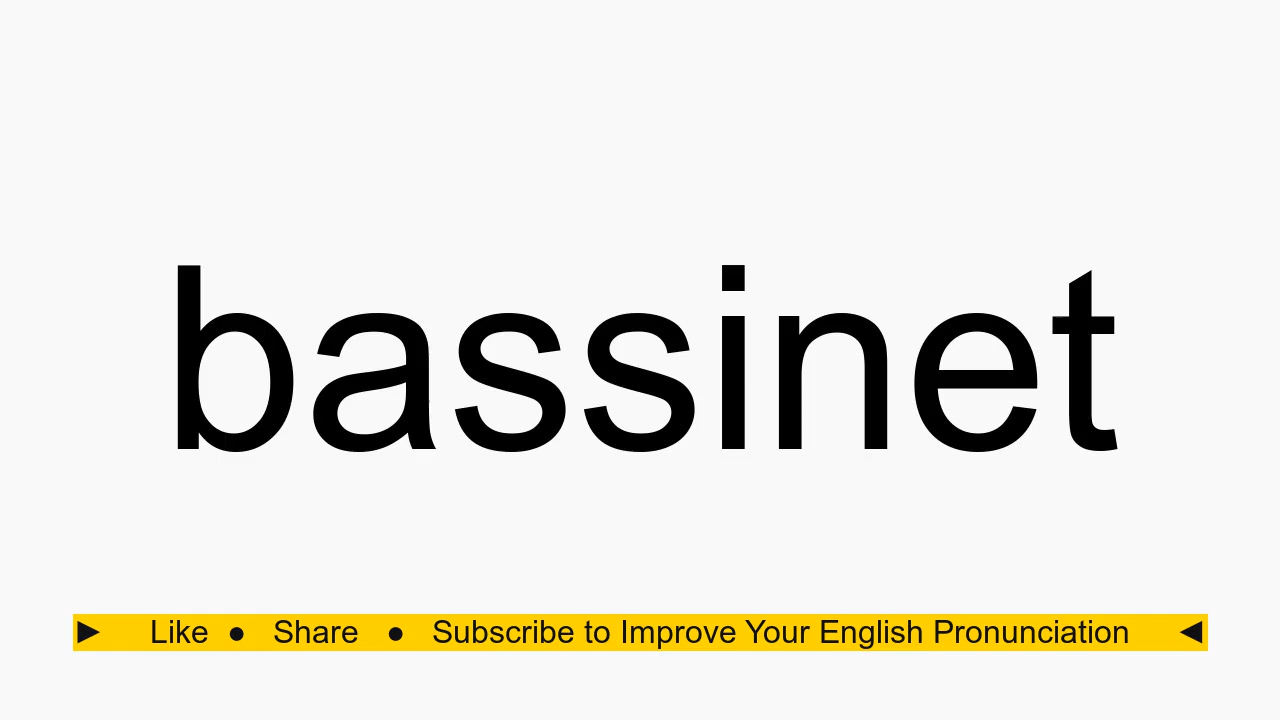 bassinet
► Like ● Share ● Subscribe to Improve Your English Pronunciation ◄